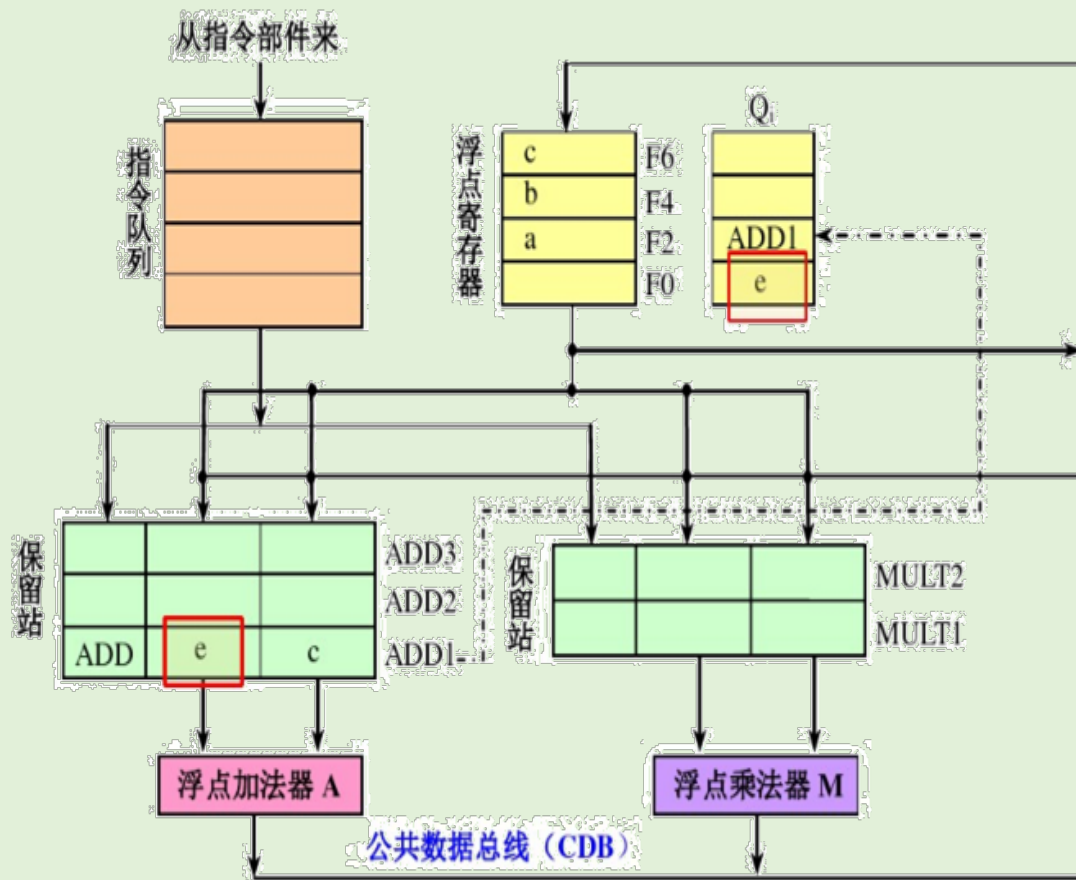 从指令部件来
指令队列
浮点寄存器
Qi
c
F6
b
F4
a
F2
ADD1
F0
e
保留站
ADD3
ADD2
ADD
e
c
ADD1
保留站
MULT2
MULT1
浮点加法器 A
浮点乘法器 M
公共数据总线（CDB）